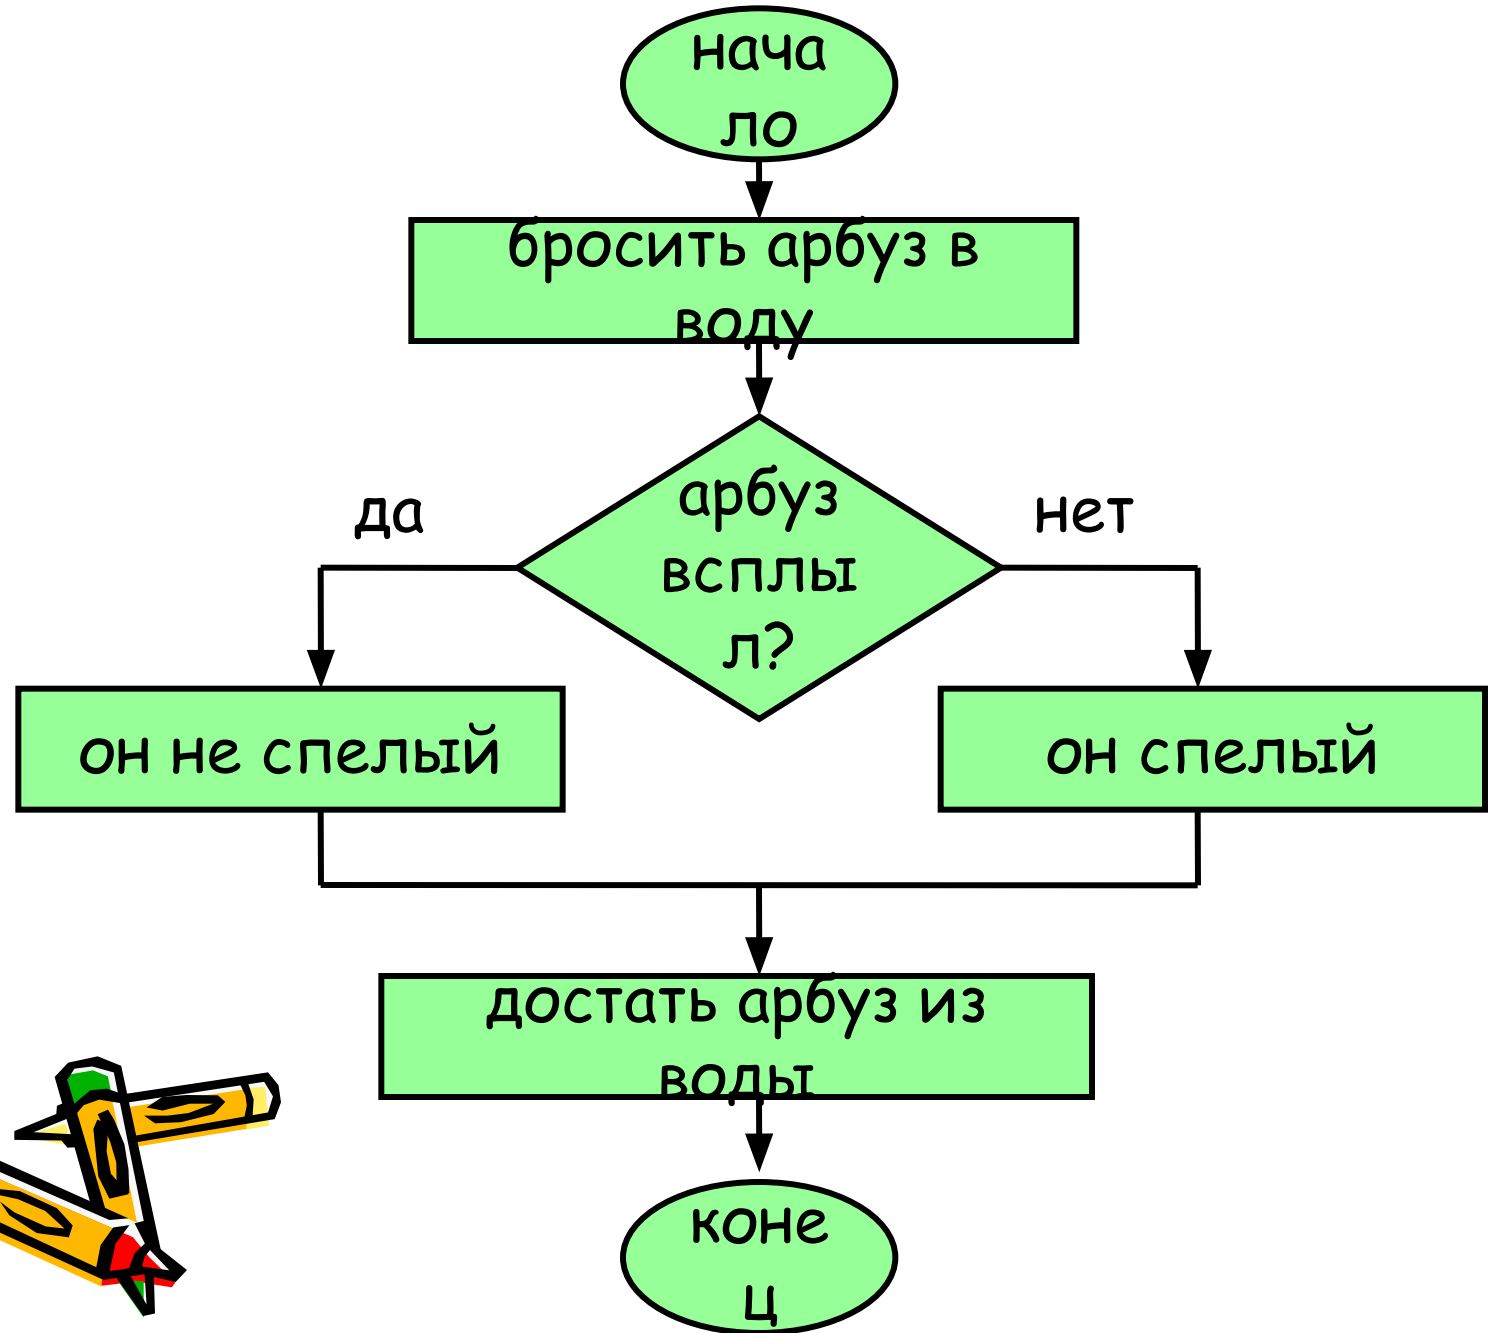 нача
ло
бросить арбуз в
воду
арбуз
всплы
л?
да
нет
он не спелый
он спелый
достать арбуз из
воды
коне
ц